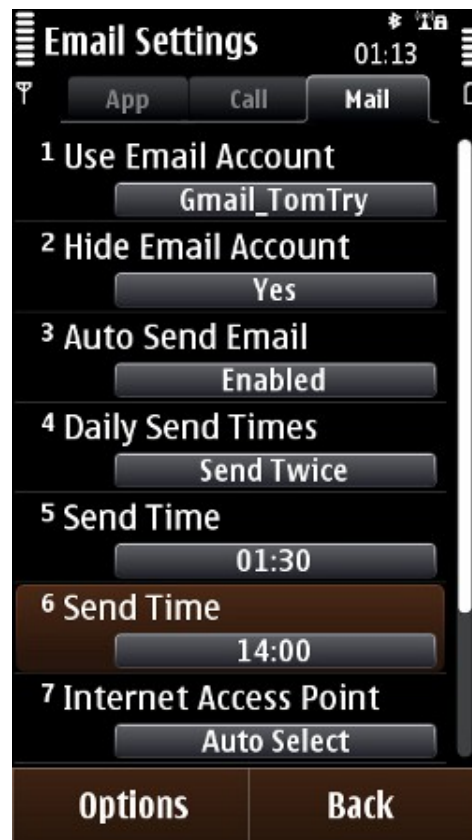 Email Settings
01:13
App
Call
Mail
1 Use Email Account
Gmail_TomTry
2 Hide Email Account
Yes
3 Auto Send Email
Enabled
4 Daily Send Times
Send Twice
5 Send Time
01:30
6 Send Time
14:00
7 Internet Access Point
Auto Select
Options
Back